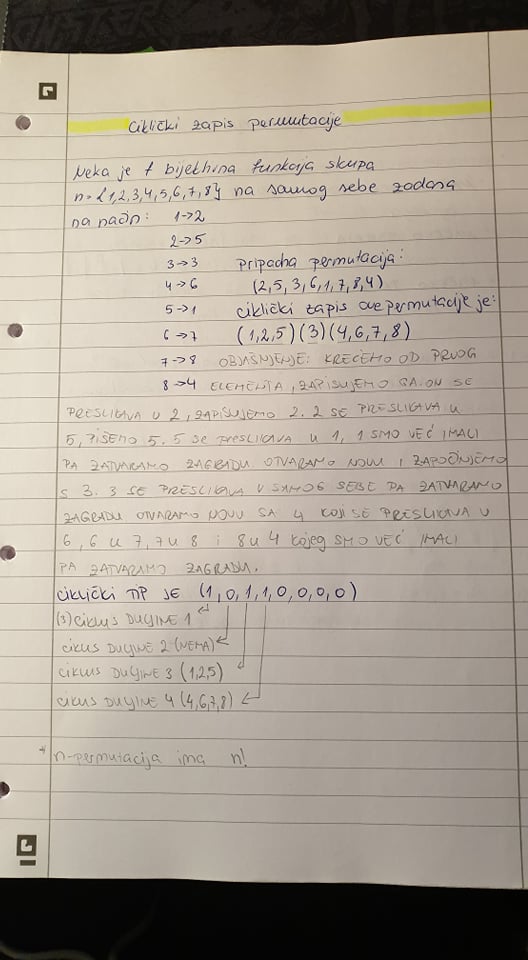 Ciklički zapis permutacije
Neka je f bijektivna funkcija skupa
n={1,2,3,4,5,6,7,8} na samog sebe zadana
na način: 1→2
2→5
3→3 pripadna permutacija:
4→6 (2,5,3,6,1,7,8,4)
5→1 ciklički zapis ove permutacije je:
6→7 (1,2,5)(3)(4,6,7,8)
7→8 OBJAŠNJENJE: KREĆEMO OD PRVOG
8→4 ELEMENTA, ZAPISUJEMO GA. ON SE
PRESLIKAVA U 2, ZAPISUJEMO 2. 2 SE PRESLIKAVA U
5, PIŠEMO 5. 5 SE PRESLIKAVA U 1, 1 SMO VEĆ IMALI
PA ZATVARAMO ZAGRADU. OTVARAMO NOVU I ZAPOČINJEMO
S 3. 3 SE PRESLIKAVA U SAMOG SEBE PA ZATVARAMO
ZAGRADU. OTVARAMO NOVU SA 4 KOJI SE PRESLIKAVA U
6, 6 U 7, 7 U 8 I 8 U 4 kojeg SMO VEĆ IMALI
PA ZATVARAMO ZAGRADU.
CIKLIČKI TIP JE (1,0,1,1,0,0,0,0)
(3) CIKLUS DULJINE 1
CIKLUS DULJINE 2 (NEMA)
CIKLUS DULJINE 3 (1,2,5)
CIKLUS DULJINE 4 (4,6,7,8)
* n-permutacija ima n!